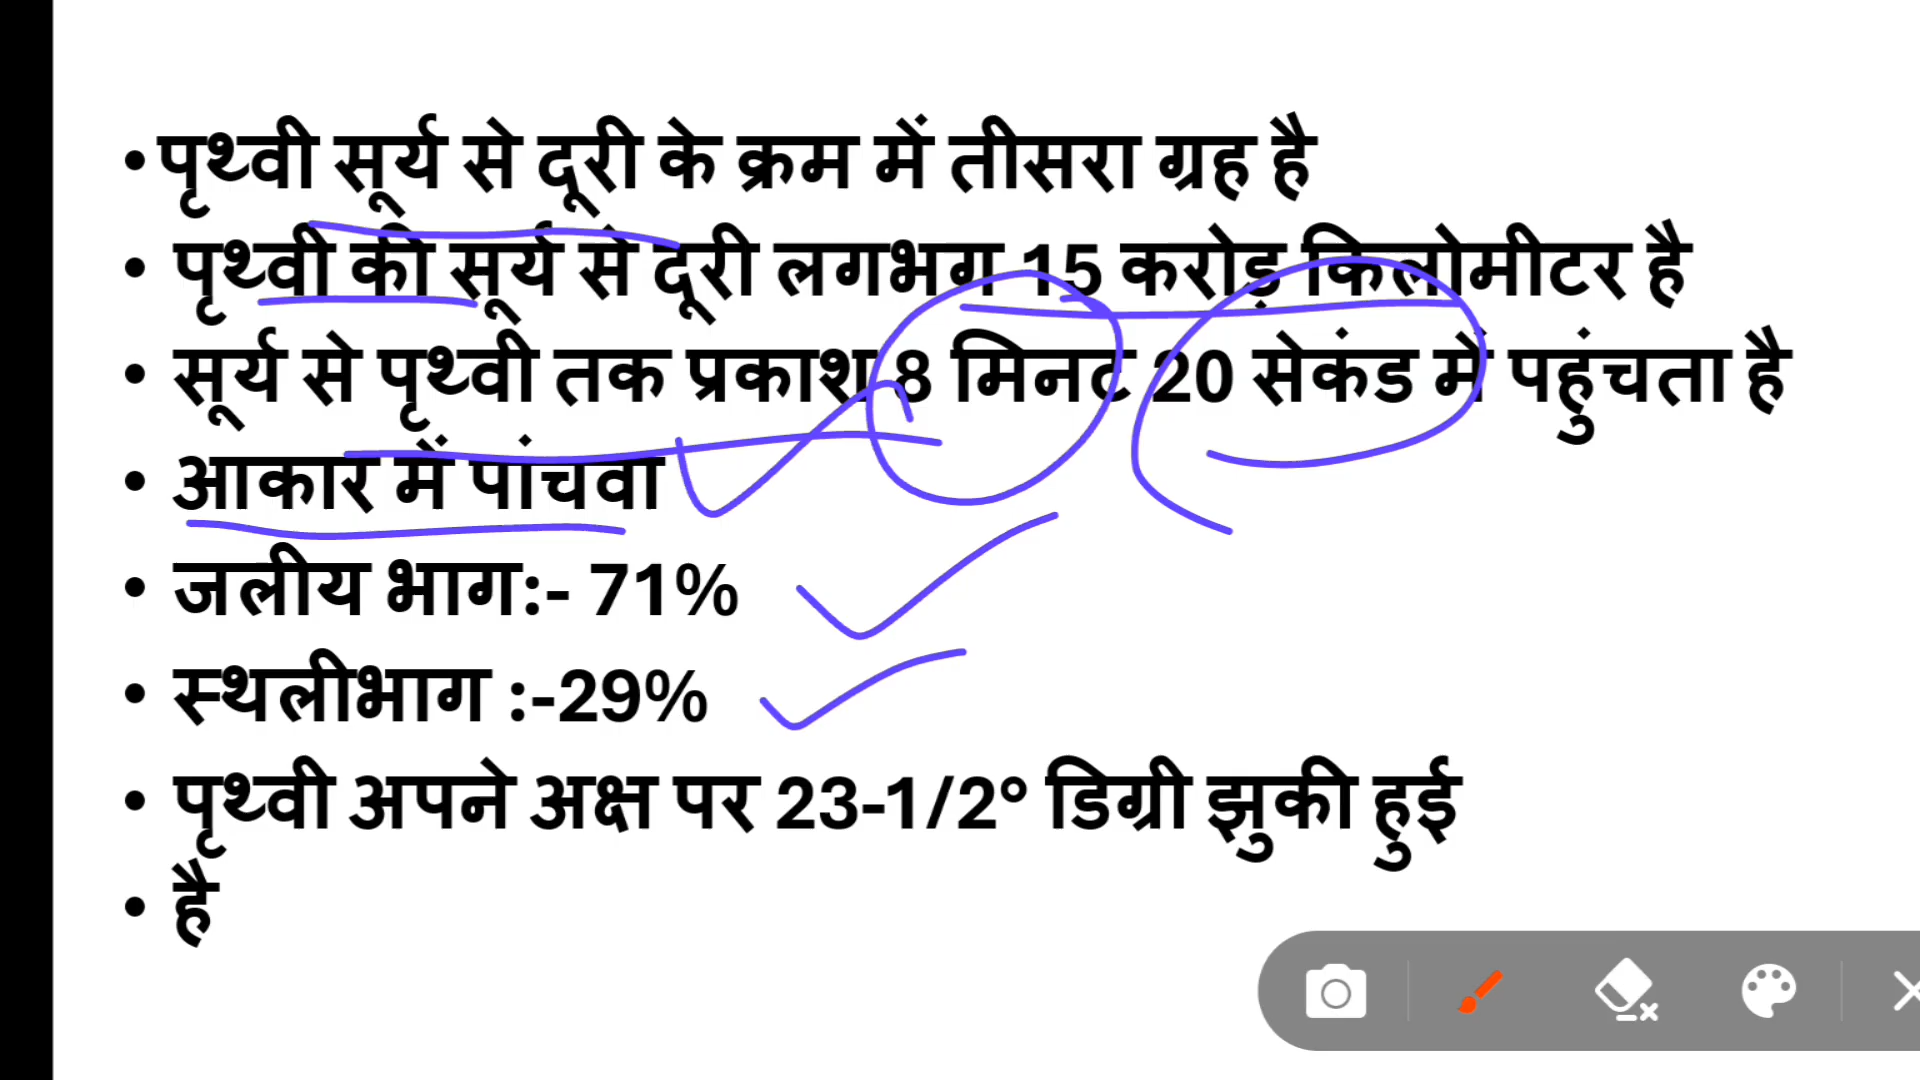 • पृथ्वी सूर्य से दूरी के क्रम में तीसरा ग्रह है
• पृथ्वी की सूर्य से दूरी लगभग 15 करोड़ किलोमीटर है
• सूर्य से पृथ्वी तक प्रकाश 8 मिनट 20 सेकंड में पहुंचता है
• आकार में पांचवा
• जलीय भाग:- 71%
• स्थलीभाग :-29%
• पृथ्वी अपने अक्ष पर 23-1/2° डिग्री झुकी हुई
• है